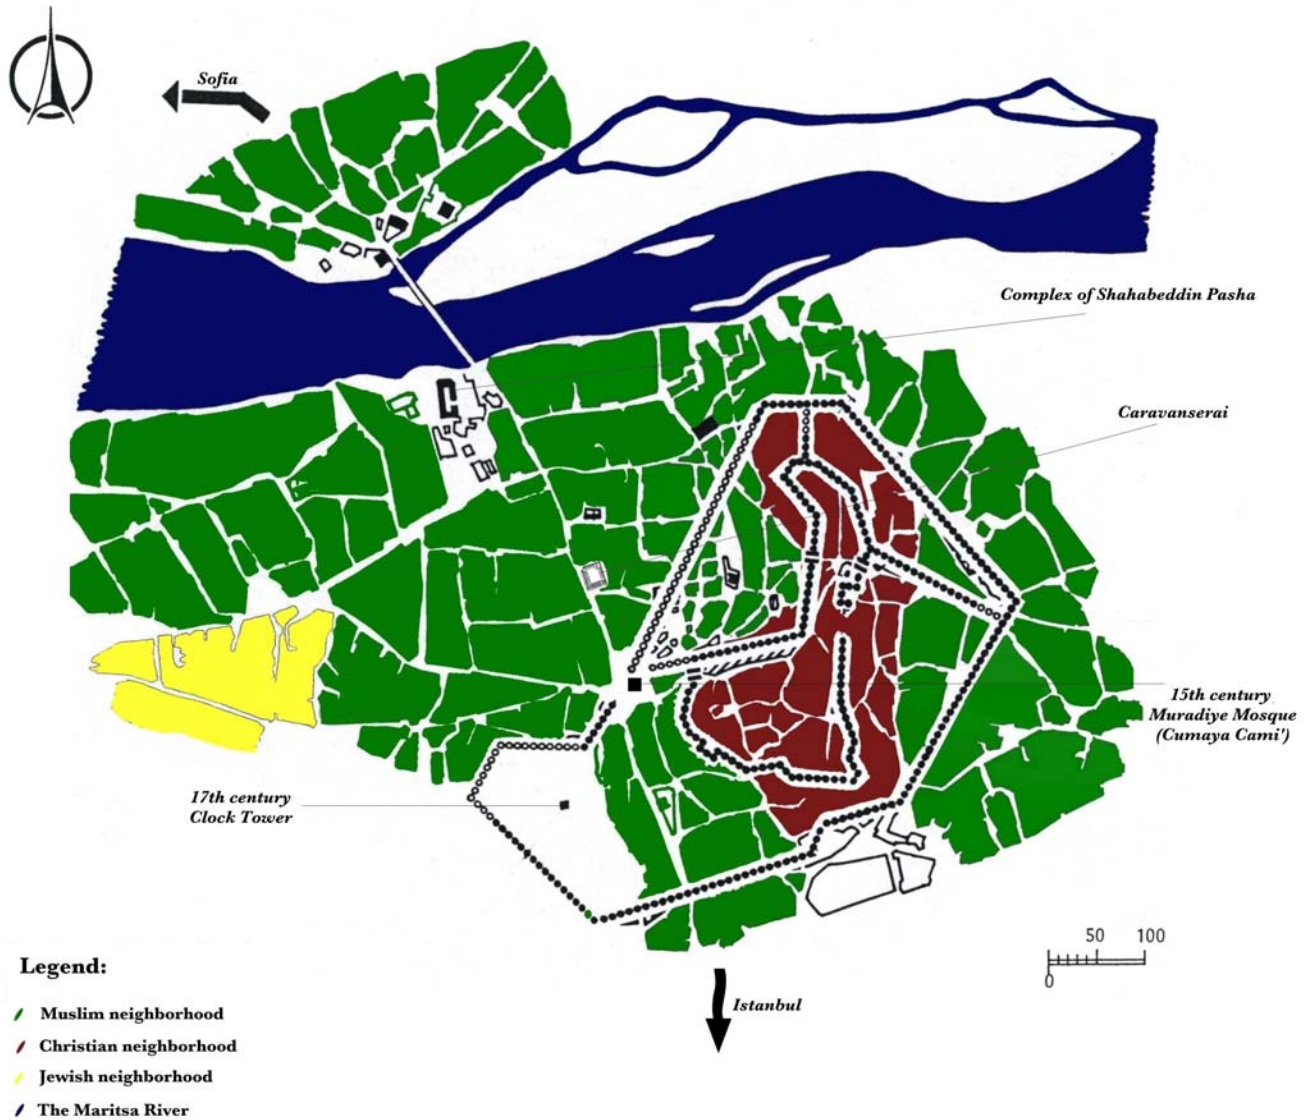 Sofia
Complex of Shahabeddin Pasha
Caravanserai
15th century
Muradiye Mosque
(Cumaya Cami')
17th century
Clock Tower
50 100
0
Istanbul
Legend:
Muslim neighborhood
Christian neighborhood
Jewish neighborhood
The Maritsa River